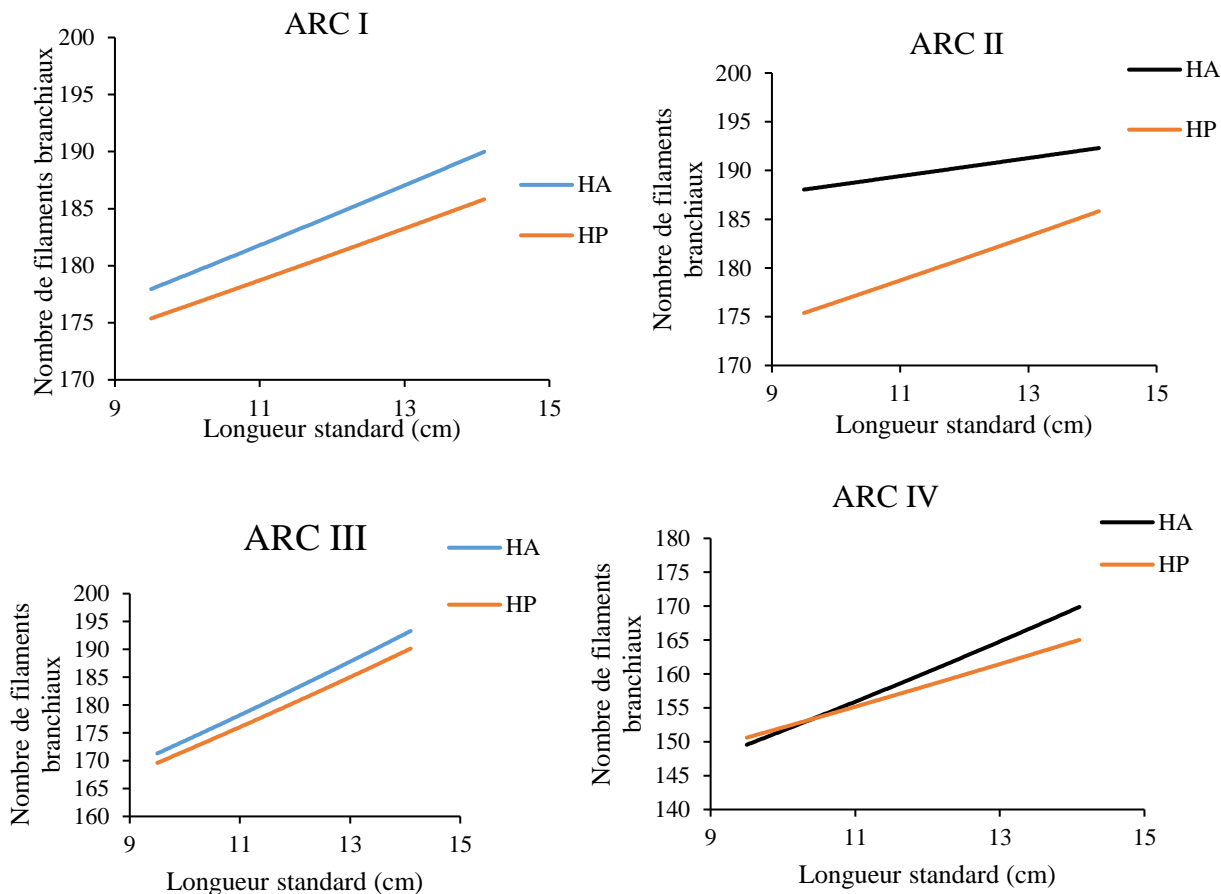 ARC I
Nombre de filaments branchiaux
200
195
190
185
180
175
170
9
11
13
15
Longueur standard (cm)
HA
HP
ARC II
Nombre de filaments
branchiaux
200
195
190
185
180
175
170
9
11
13
15
Longueur standard (cm)
HA
HP
ARC III
Nombre de filaments
branchiaux
200
195
190
185
180
175
170
165
160
9
11
13
15
Longueur standard (cm)
HA
HP
ARC IV
Nombre de filaments
branchiaux
180
175
170
165
160
155
150
145
140
9
11
13
15
Longueur standard (cm)
HA
HP